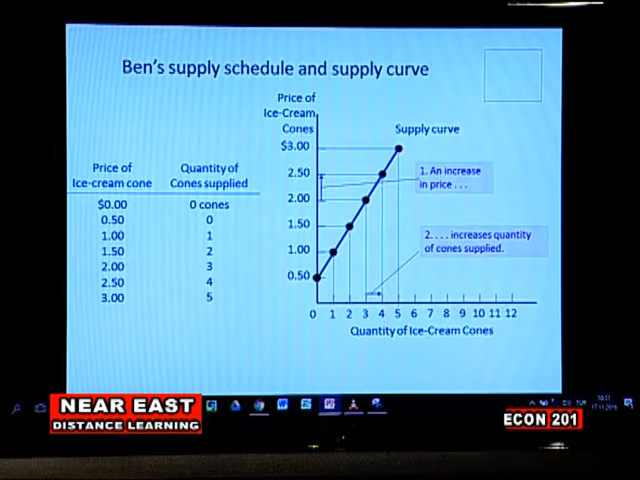 Ben's supply schedule and supply curve
Price of
Ice-Cream
Cones
Supply curve
$3.00
2.50
2.00
1.50
1.00
0.50
1. An increase
in price . . .
2. . . . increases quantity
of cones supplied.
0 1 2 3 4 5 6 7 8 9 10 11 12
Quantity of Ice-Cream Cones
Price of Quantity of
Ice-cream cone Cones supplied
$0.00 0 cones
0.50 0
1.00 1
1.50 2
2.00 3
2.50 4
3.00 5
NEAR EAST
DISTANCE LEARNING
ECON 201
TUR
10:31